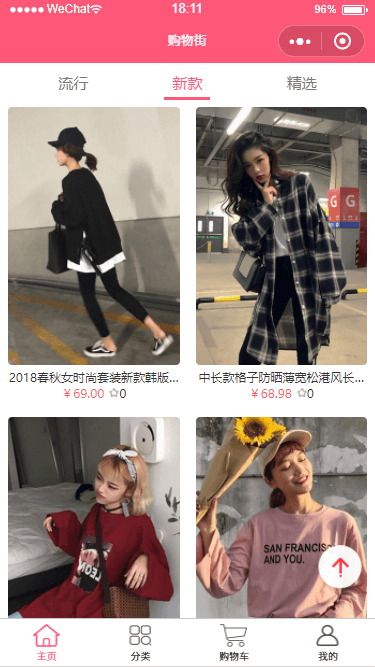 WeChat
18:11
96%
购物街
流行
新款
精选
G G
2018春秋女时尚套装新款韩版...
¥ 69.00 0
中长款格子防晒薄宽松港风长...
¥ 68.98 0
SAN FRANCISC
AND YOU.
主页
分类
购物车
我的